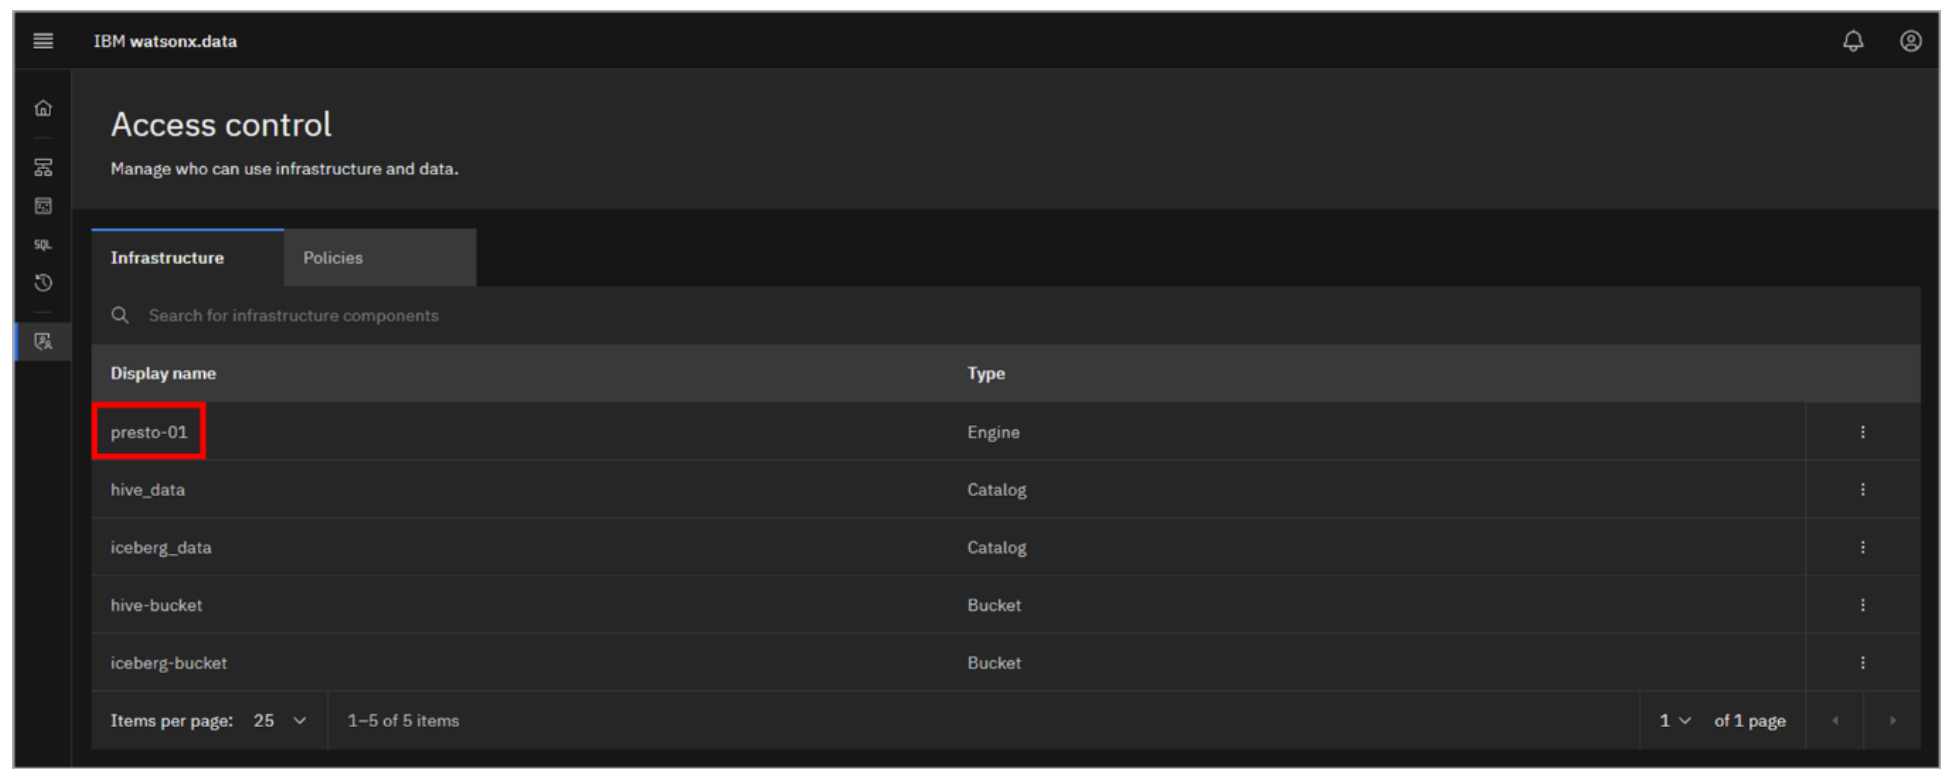 IBM watsonx.data
Access control
Manage who can use infrastructure and data.
Infrastructure Policies
SQL
Search for infrastructure components
Display name Type
presto-01 Engine
hive_data Catalog
iceberg_data Catalog
hive-bucket Bucket
iceberg-bucket Bucket
Items per page: 25 1–5 of 5 items 1 of 1 page